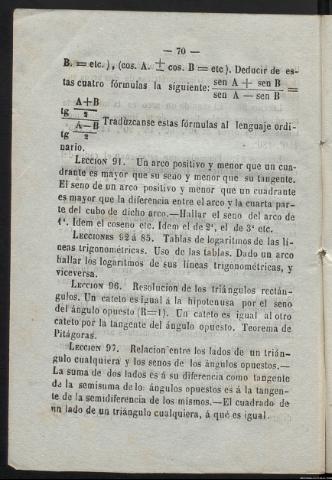 — 70 —
B. = etc.), (cos. A. ± cos. B = etc). Deducir de es-
tas cuatro fórmulas la siguiente: sen A + sen B / sen A — sen B =
tg A+B / 2
tg A—B / 2 Tradúzcanse estas fórmulas al lenguaje ordi-
nario.
LECCION 91. Un arco positivo y menor que un cua-
drante es mayor que su seno y menor que su tangente.
El seno de un arco positivo y menor que un cuadrante
es mayor que la diferencia entre el arco y la cuarta par-
te del cubo de dicho arco.—Hallar el seno del arco de
1". Idem el coseno etc. Idem el de 2", el de 3" etc.
LECCIONES 92 á 95. Tablas de logaritmos de las lí-
neas trigonométricas. Uso de las tablas. Dado un arco
hallar los logaritmos de sus líneas trigonométricas, y
viceversa.
LECCION 96. Resolucion de los triángulos rectán-
gulos. Un cateto es igual á la hipotenusa por el seno
del ángulo opuesto (R=1). Un cateto es igual al otro
cateto por la tangente del ángulo opuesto. Teorema de
Pitágoras.
LECCION 97. Relacion entre los lados de un trián-
gulo cualquiera y los senos de los ángulos opuestos.—
La suma de dos lados es á su diferencia como tangente
de la semisuma de los ángulos opuestos es á la tangen-
te de la semidiferencia de los mismos.—El cuadrado de
un lado de un triángulo cualquiera, á qué es igual